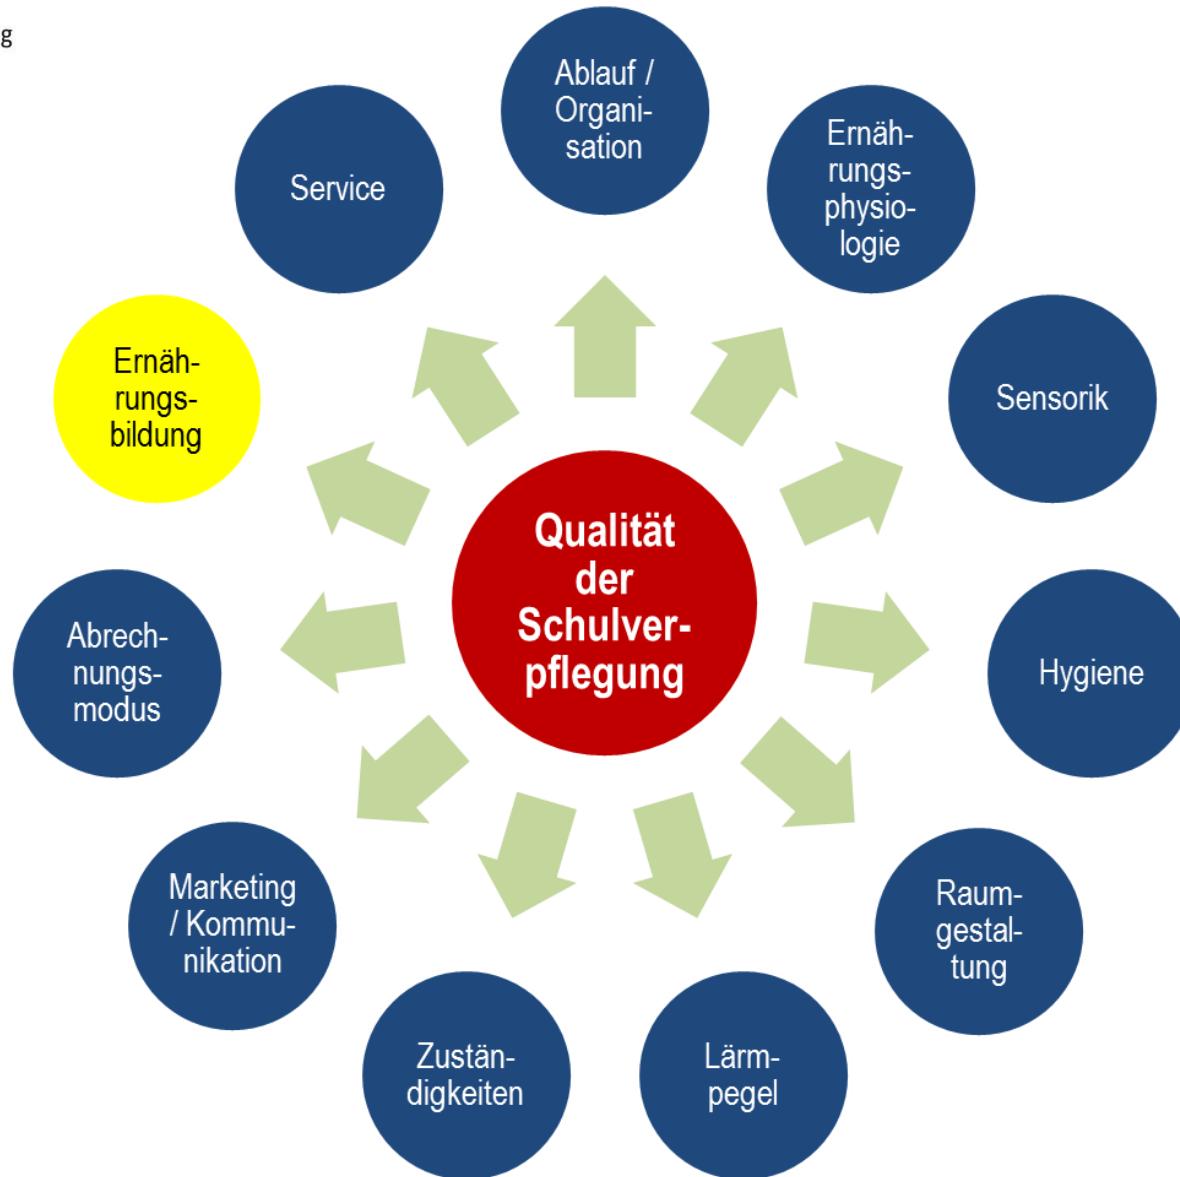 g
Ablauf /
Organi-
sation
Ernäh-
rungs-
physio-
logie
Sensorik
Hygiene
Raum-
gestal-
tung
Lärm-
pegel
Zustän-
digkeiten
Marketing
/ Kommu-
nikation
Abrech-
nungs-
modus
Ernäh-
rungs-
bildung
Service
Qualität
der
Schulver-
pflegung